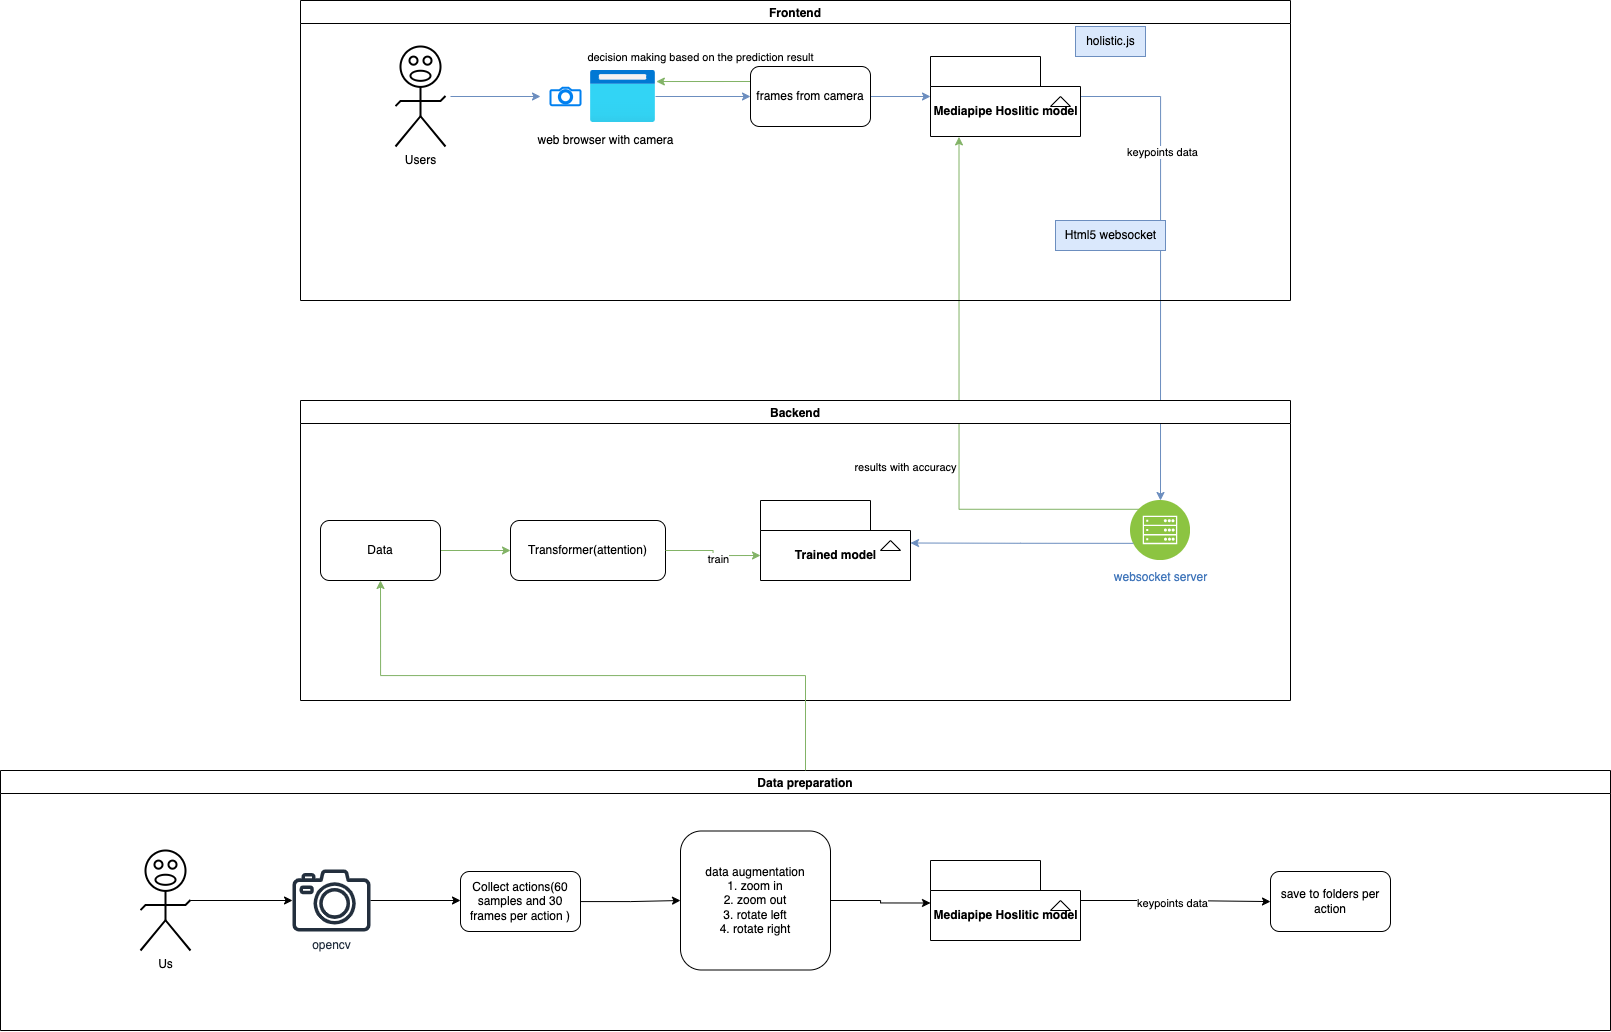 Frontend
holistic.js
decision making based on the prediction result
frames from camera
Mediapipe Hoslitic model
web browser with camera
Users
keypoints data
Html5 websocket
Backend
results with accuracy
Data
Transformer(attention)
train
Trained model
websocket server
Data preparation
Us
opencv
Collect actions(60
samples and 30
frames per action )
data augmentation
1. zoom in
2. zoom out
3. rotate left
4. rotate right
Mediapipe Hoslitic model
keypoints data
save to folders per
action